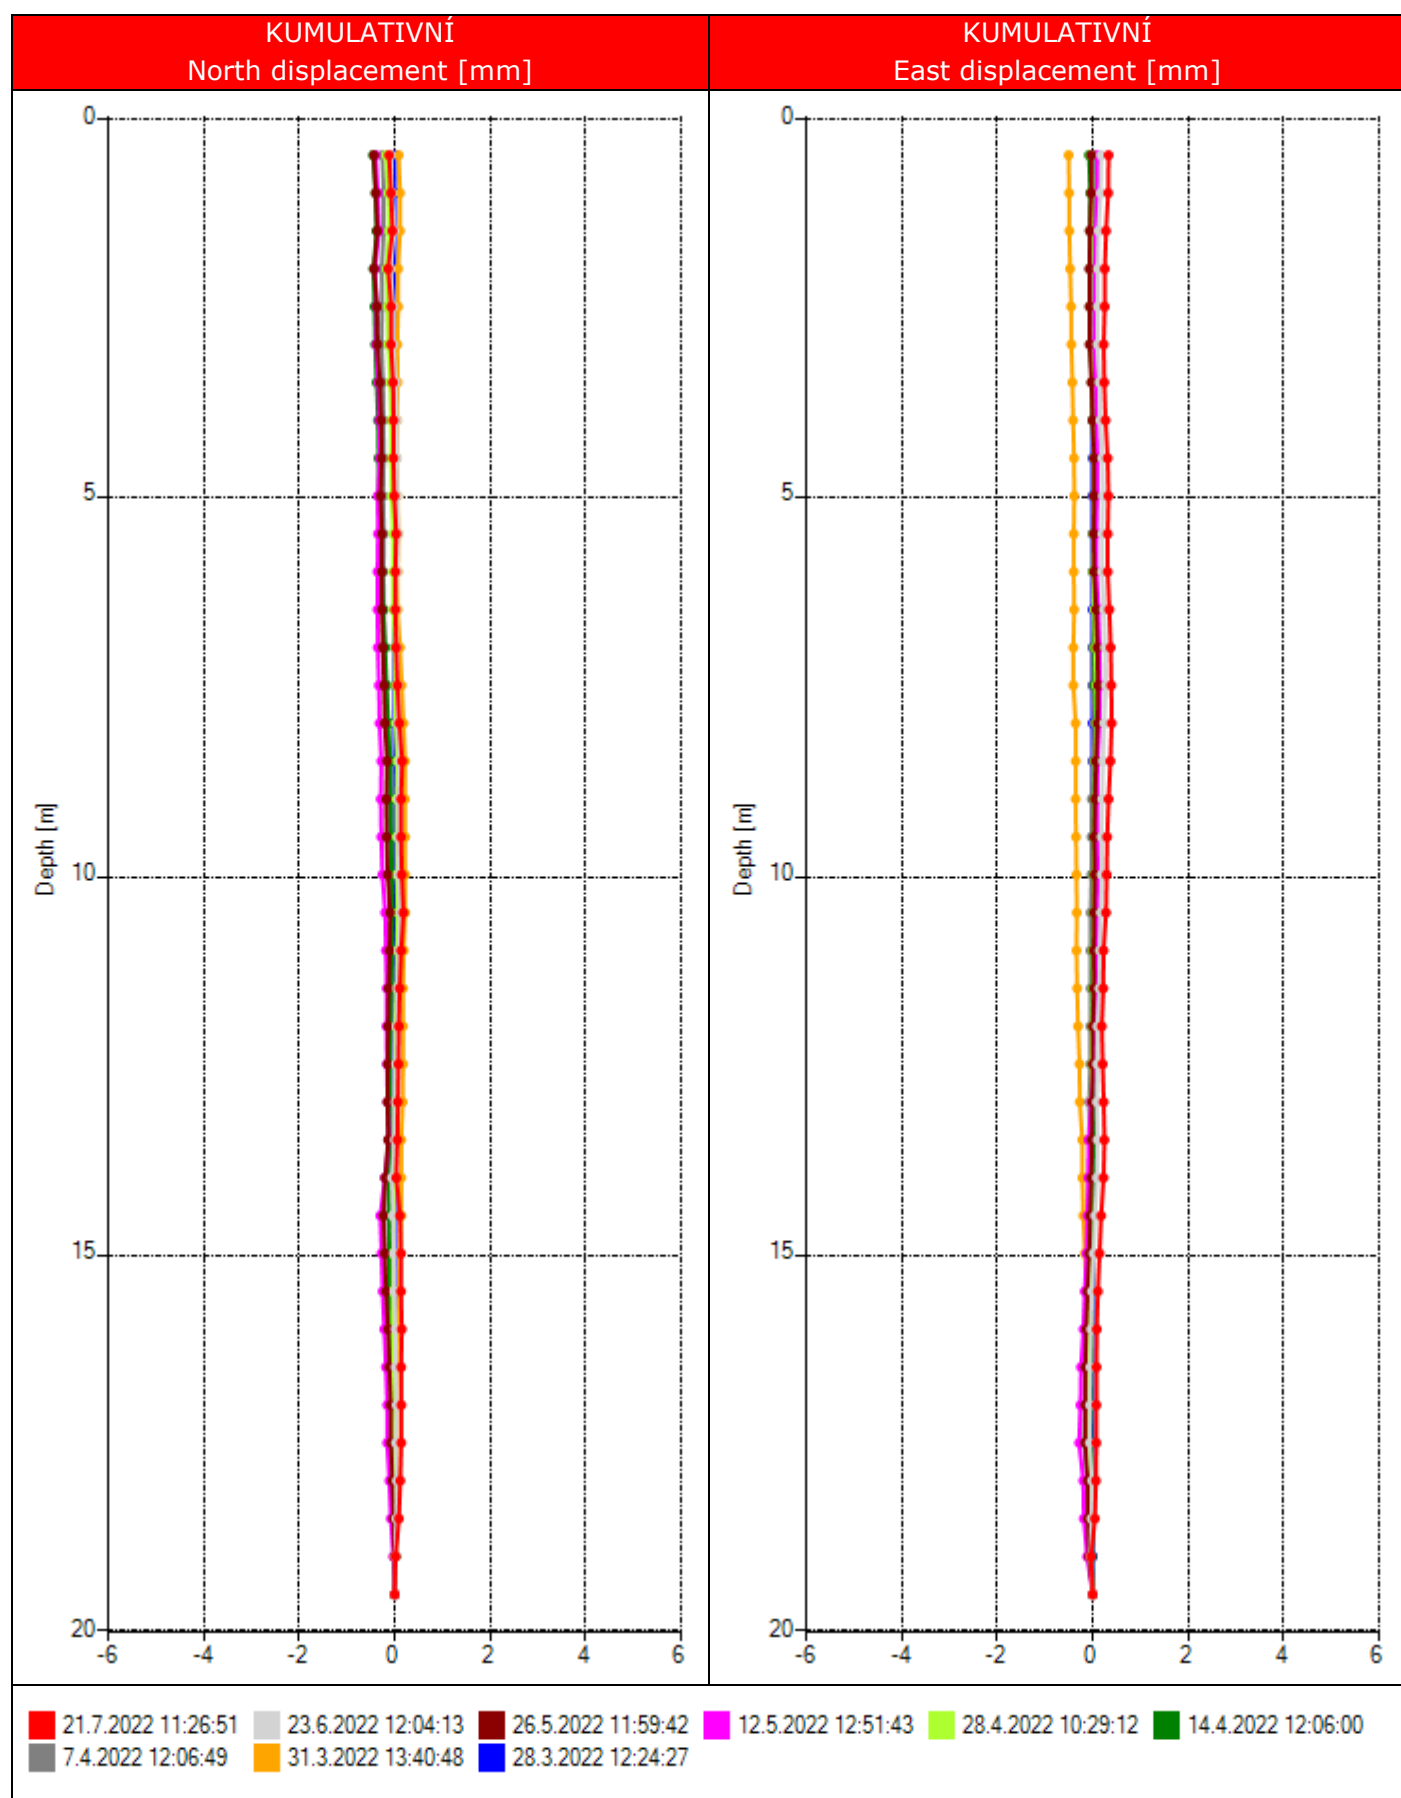 KUMULATIVNÍ
North displacement [mm]
KUMULATIVNÍ
East displacement [mm]
0
5
10
15
20
Depth [m]
-6 -4 -2 0 2 4 6
0
5
10
15
20
Depth [m]
-6 -4 -2 0 2 4 6
21.7.2022 11:26:51 23.6.2022 12:04:13 26.5.2022 11:59:42 12.5.2022 12:51:43 28.4.2022 10:29:12 14.4.2022 12:06:00
7.4.2022 12:06:49 31.3.2022 13:40:48 28.3.2022 12:24:27